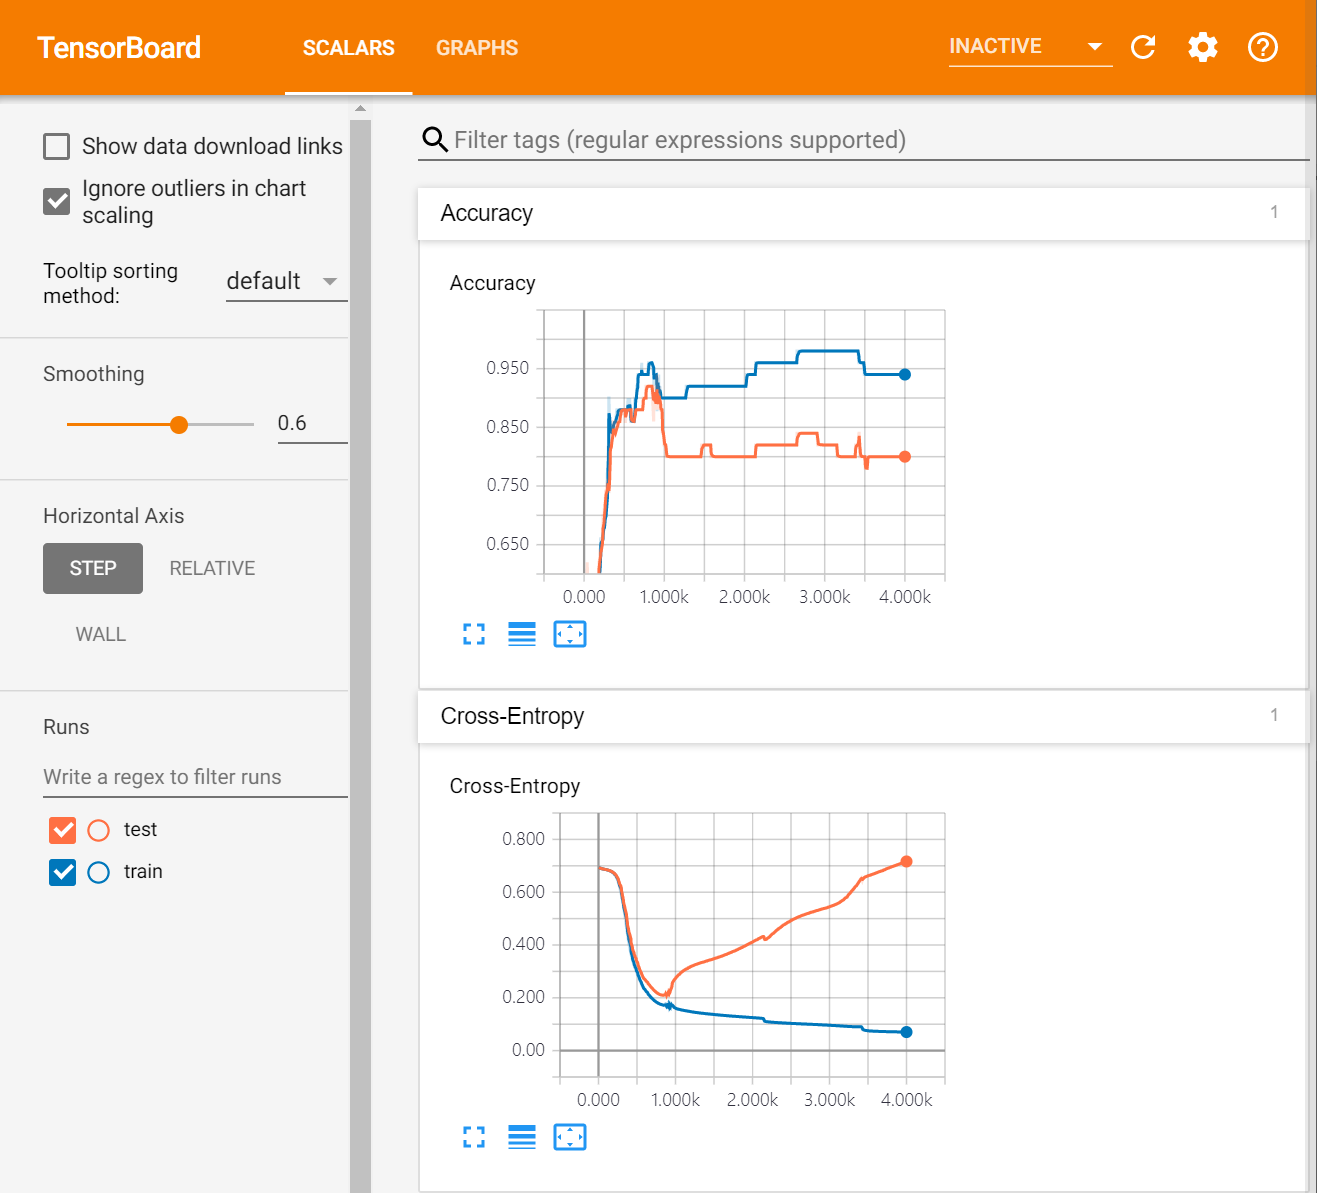 TensorBoard SCALARS GRAPHS INACTIVE
Show data download links
Ignore outliers in chart
scaling
Tooltip sorting
method:
default
Smoothing
0.6
Horizontal Axis
STEP RELATIVE
WALL
Runs
Write a regex to filter runs
test
train
Filter tags (regular expressions supported)
Accuracy 1
Accuracy
0.950
0.850
0.750
0.650
0.000 1.000k 2.000k 3.000k 4.000k
Cross-Entropy 1
Cross-Entropy
0.800
0.600
0.400
0.200
0.00
0.000 1.000k 2.000k 3.000k 4.000k